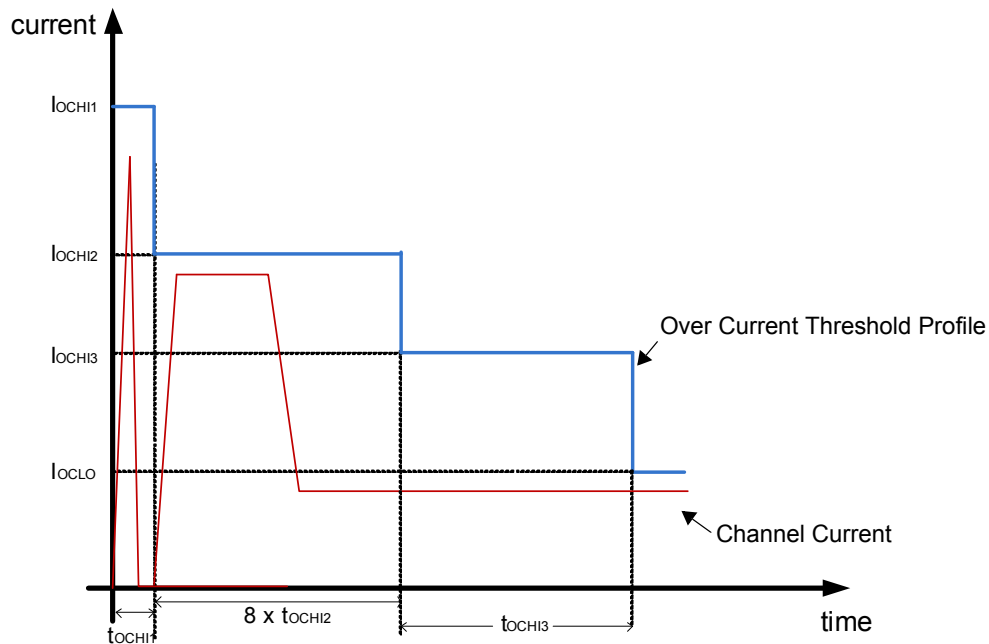 current
IOCHI1
IOCHI2
IOCHI3
IOCLO
Over Current Threshold Profile
Channel Current
tOCHI1
8 x tOCHI2
tOCHI3
time